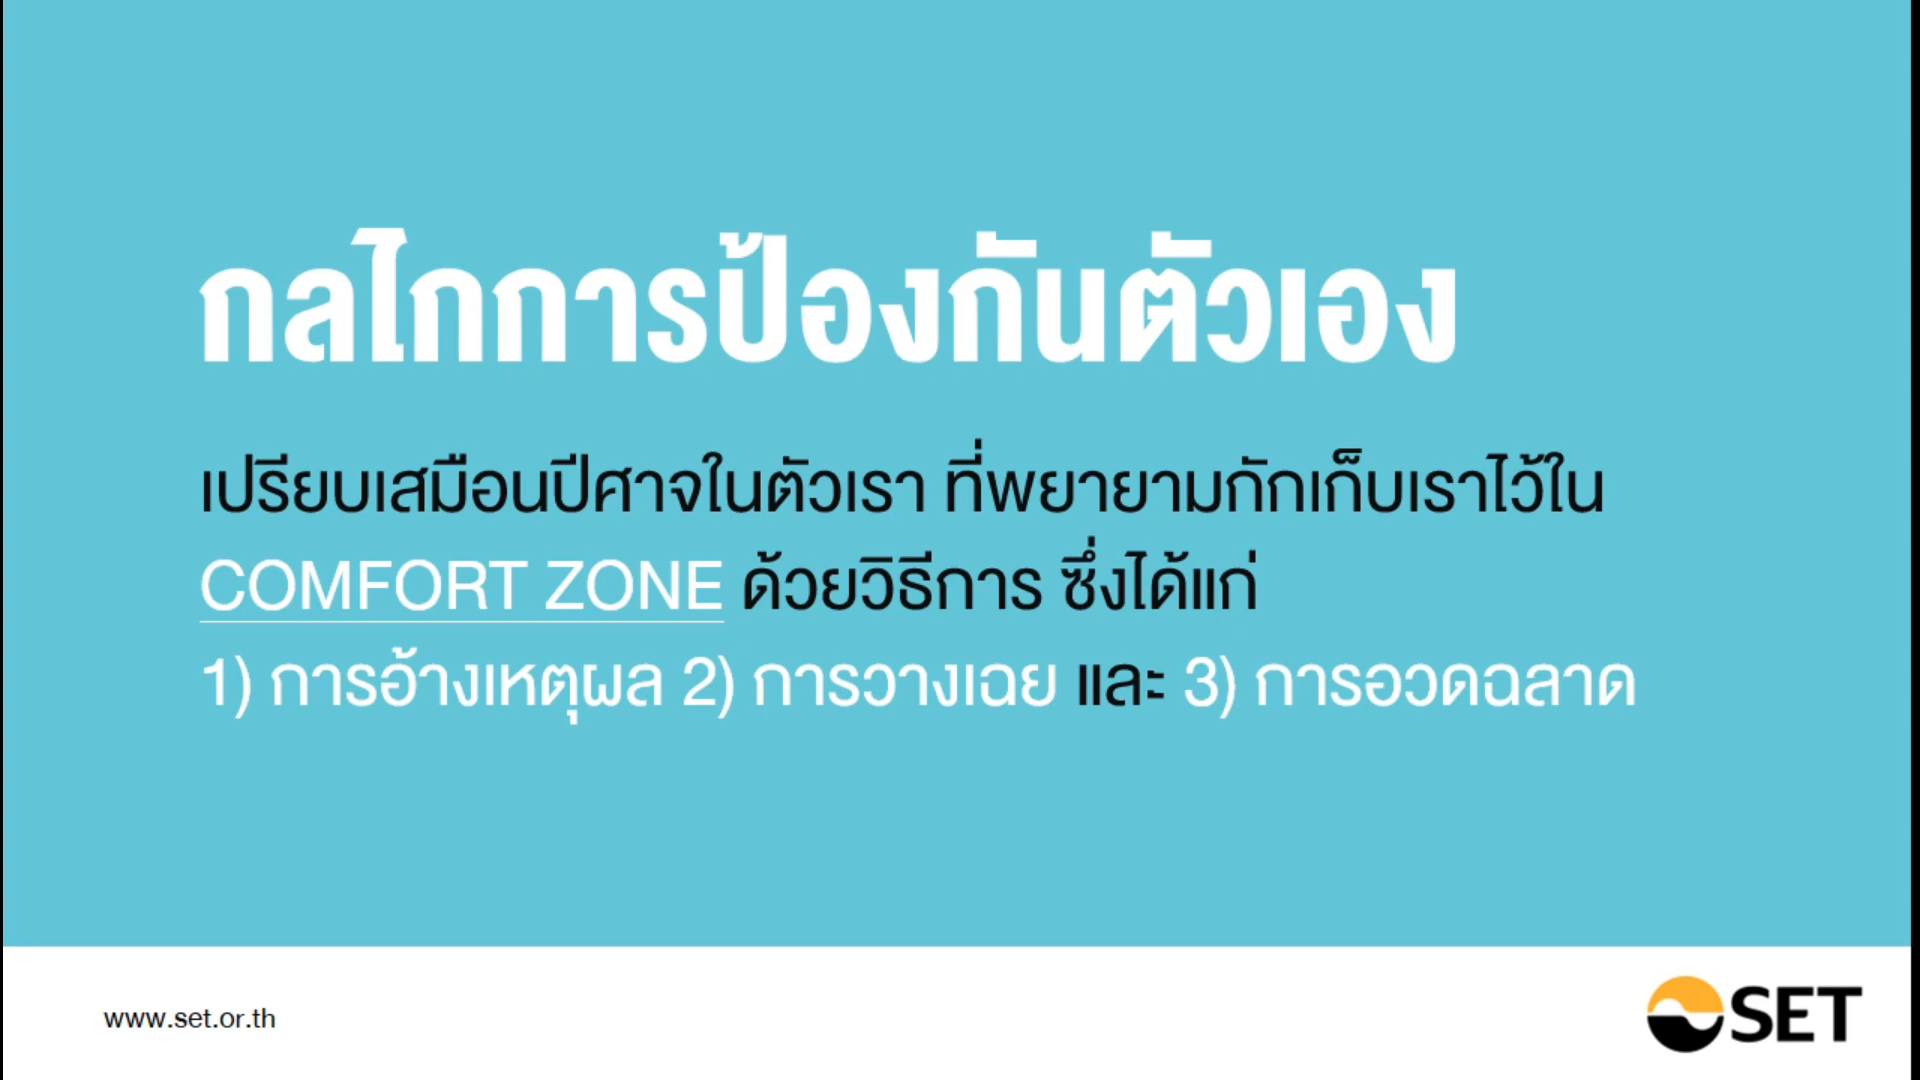 กลไกการป้องกันตัวเอง
เปรียบเสมือนปีศาจในตัวเรา ที่พยายามกักเก็บเราไว้ใน
COMFORT ZONE ด้วยวิธีการ ซึ่งได้แก่
1) การอ้างเหตุผล 2) การวางเฉย และ 3) การอวดฉลาด
www.set.or.th
SET